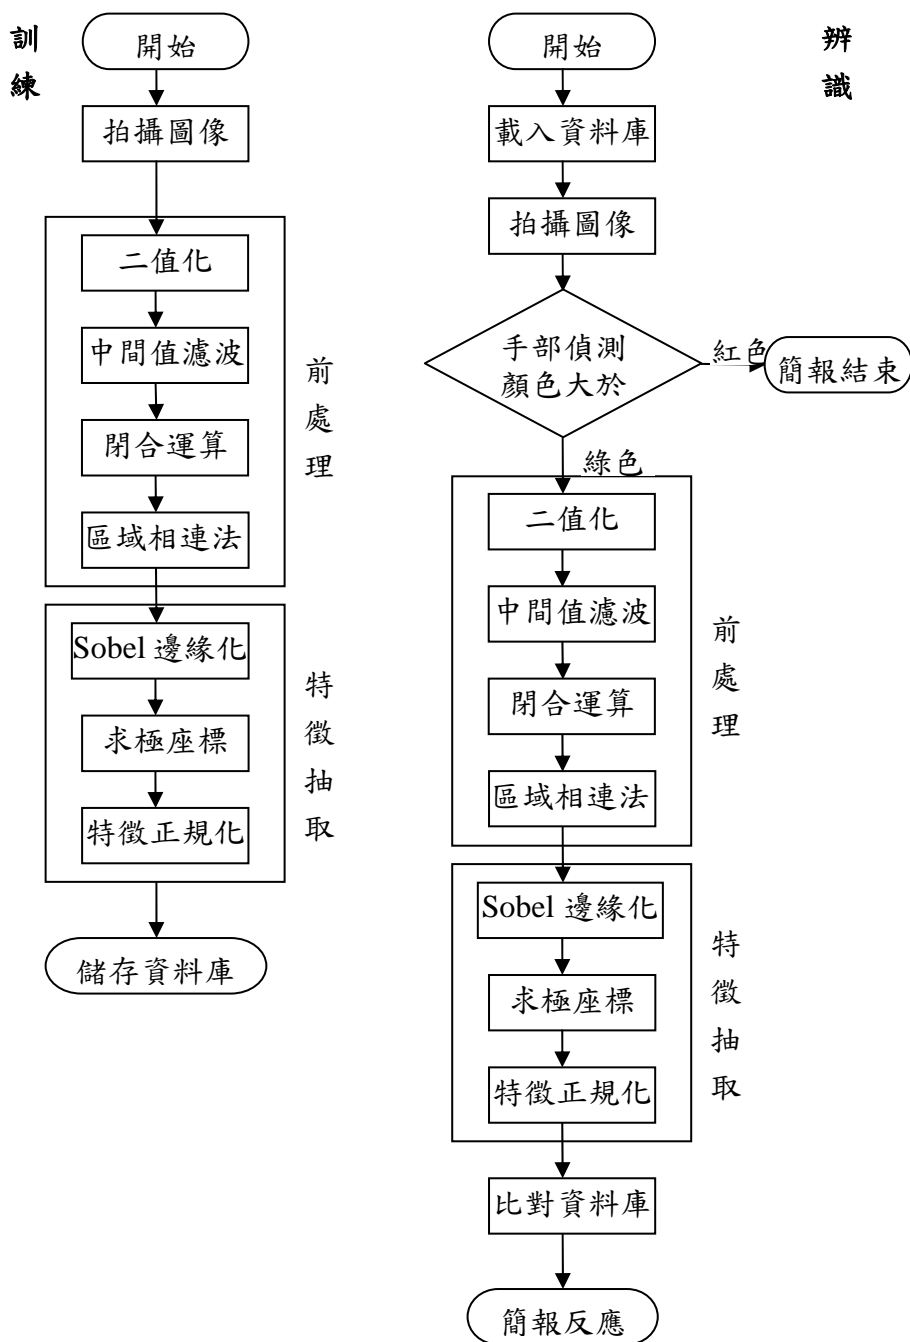 訓練
開始
拍攝圖像
二值化
中間值濾波
閉合運算
區域相連法
前處理
Sobel 邊緣化
求極座標
特徵正規化
特徵抽取
儲存資料庫
辨識
開始
載入資料庫
拍攝圖像
手部偵測
顏色大於
紅色
簡報結束
綠色
二值化
中間值濾波
閉合運算
區域相連法
前處理
Sobel 邊緣化
求極座標
特徵正規化
特徵抽取
比對資料庫
簡報反應